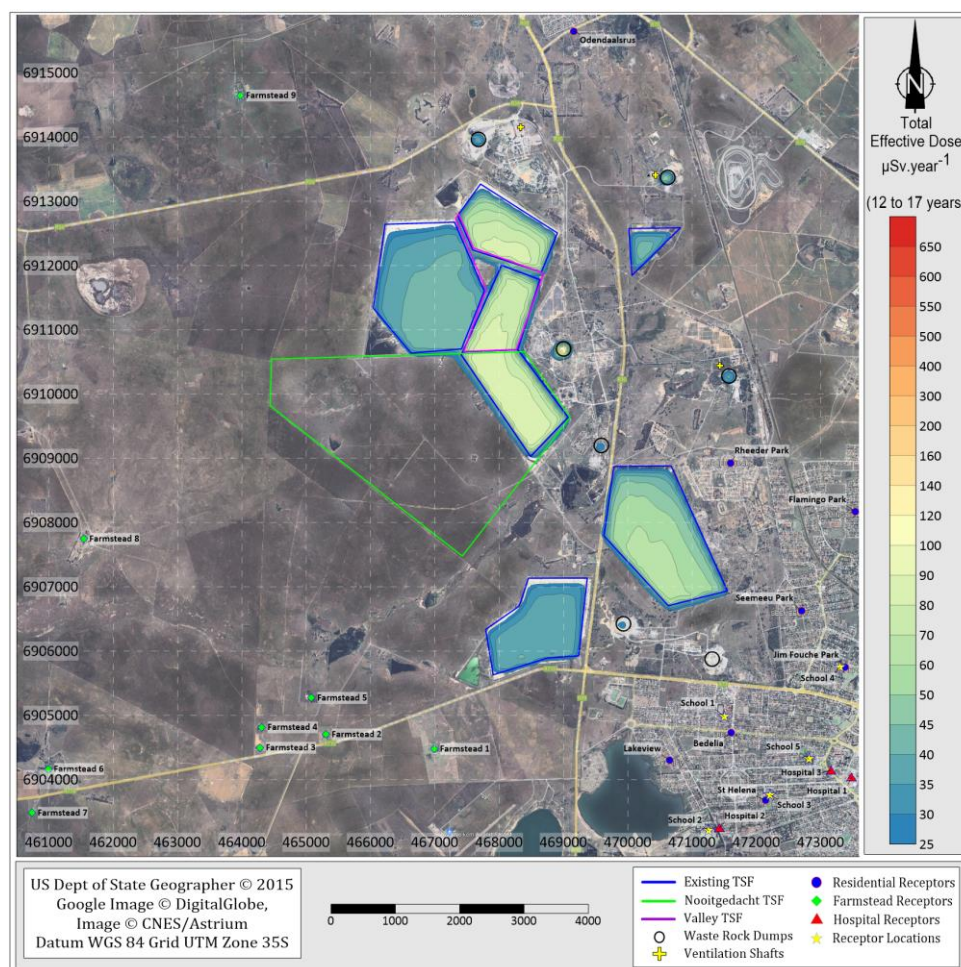 Odendaalsrus
6915000
Farmstead 9
6914000
6913000
6912000
6911000
6910000
6909000
Rheeder Park
Flamingo Park
6908000
Farmstead 8
6907000
Seemeeu Park
6906000
Jim Fouche Park
School 4
Farmstead 5
School 1
6905000
Farmstead 4
Farmstead 2
Bedelia
Farmstead 3
Farmstead 1
Lakeview
School 5
Farmstead 6
6904000
Hospital 3
Hospital 1
St Helena
School 3
Farmstead 7
School 2
Hospital 2
461000 462000 463000 464000 465000 466000 467000 468000 469000 470000 471000 472000 473000
N
Total
Effective Dose
µSv.year-1
(12 to 17 years)
650
600
550
500
400
300
200
160
140
120
100
90
80
70
60
50
45
40
35
30
25
US Dept of State Geographer © 2015
Google Image © DigitalGlobe,
Image © CNES/Astrium
Datum WGS 84 Grid UTM Zone 35S
0 1000 2000 3000 4000
Existing TSF
Nooitgedacht TSF
Valley TSF
Waste Rock Dumps
Ventilation Shafts
Residential Receptors
Farmstead Receptors
Hospital Receptors
Receptor Locations